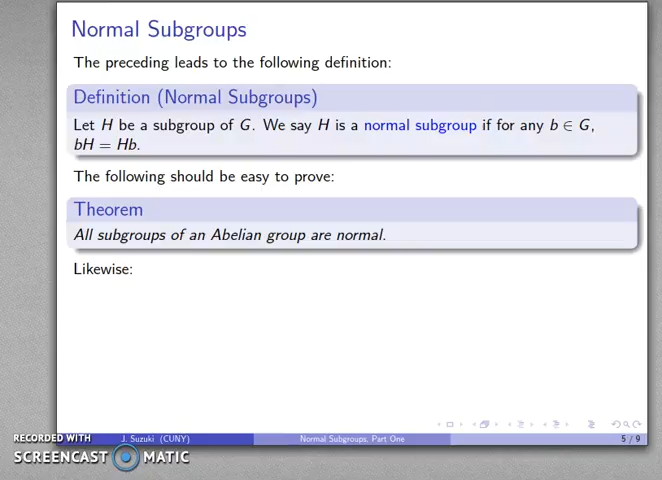 Normal Subgroups
The preceding leads to the following definition:
Definition (Normal Subgroups)
Let H be a subgroup of G. We say H is a normal subgroup if for any b ∈ G,
bH = Hb.
The following should be easy to prove:
Theorem
All subgroups of an Abelian group are normal.
Likewise:
J. Suzuki (CUNY) Normal Subgroups, Part One 5 / 9
RECORDED WITH
SCREENCAST MATIC